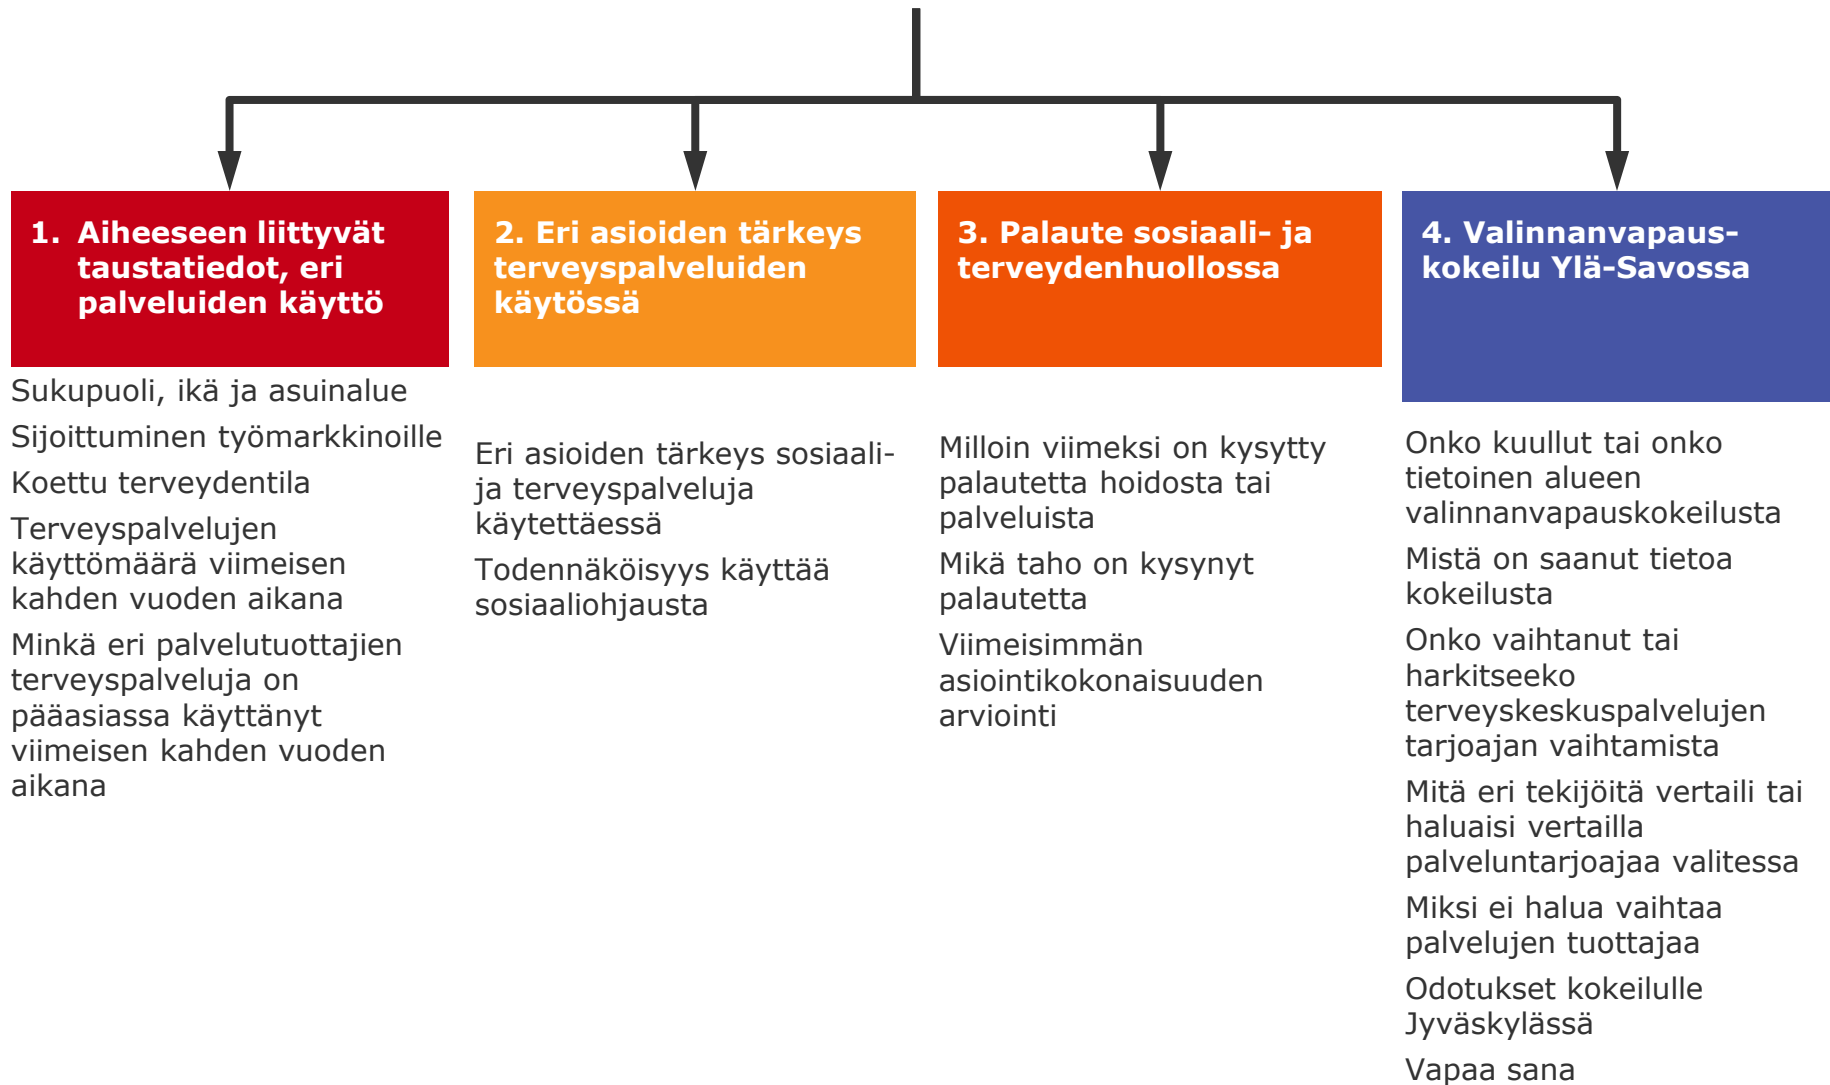 1. Aiheeseen liittyvät
taustatiedot, eri
palveluiden käyttö
Sukupuoli, ikä ja asuinalue
Sijoittuminen työmarkkinoille
Koettu terveydentila
Terveyspalvelujen
käyttömäärä viimeisen
kahden vuoden aikana
Minkä eri palvelutuottajien
terveyspalveluja on
pääasiassa käyttänyt
viimeisen kahden vuoden
aikana
2. Eri asioiden tärkeys
terveyspalveluiden
käytössä
Eri asioiden tärkeys sosiaali-
ja terveyspalveluja
käytettäessä
Todennäköisyys käyttää
sosiaaliohjausta
3. Palaute sosiaali- ja
terveydenhuollossa
Milloin viimeksi on kysytty
palautetta hoidosta tai
palveluista
Mikä taho on kysynyt
palautetta
Viimeisimmän
asiointikokonaisuuden
arviointi
4. Valinnanvapaus-
kokeilu Ylä-Savossa
Onko kuullut tai onko
tietoinen alueen
valinnanvapauskokeilusta
Mistä on saanut tietoa
kokeilusta
Onko vaihtanut tai
harkitseeko
terveyskeskuspalvelujen
tarjoajan vaihtamista
Mitä eri tekijöitä vertaili tai
haluaisi vertailla
palveluntarjoajaa valitessa
Miksi ei halua vaihtaa
palvelujen tuottajaa
Odotukset kokeilulle
Jyväskylässä
Vapaa sana